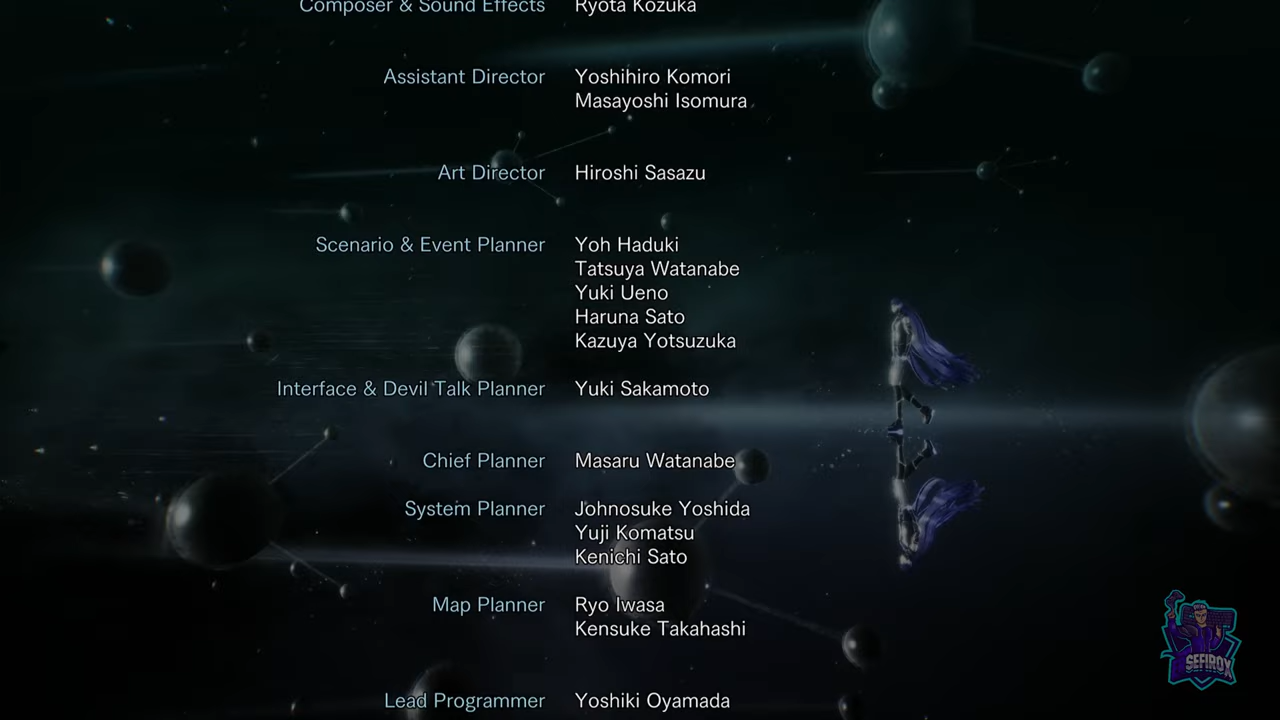 Composer & Sound Effects Ryota Kozuka
Assistant Director Yoshihiro Komori
Masayoshi Isomura
Art Director Hiroshi Sasazu
Scenario & Event Planner Yoh Haduki
Tatsuya Watanabe
Yuki Ueno
Haruna Sato
Kazuya Yotsuzuka
Interface & Devil Talk Planner Yuki Sakamoto
Chief Planner Masaru Watanabe
System Planner Johnosuke Yoshida
Yuji Komatsu
Kenichi Sato
Map Planner Ryo Iwasa
Kensuke Takahashi
SEFIROX
Lead Programmer Yoshiki Oyamada